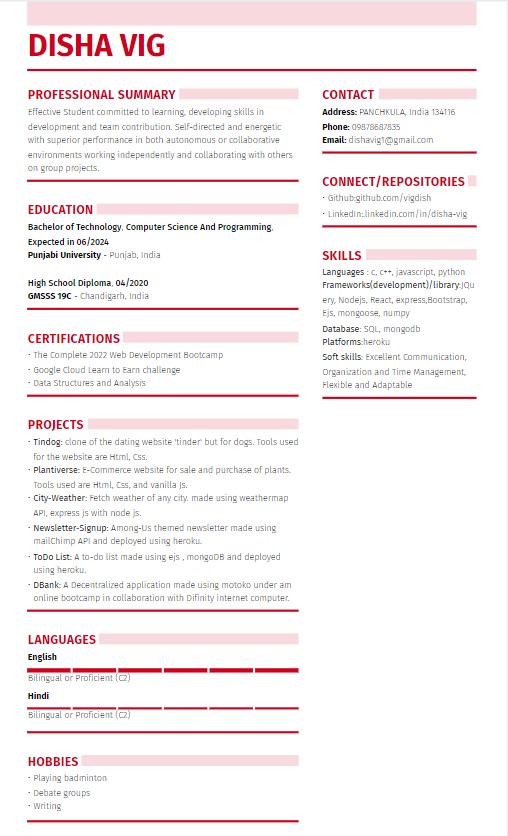 DISHA VIG
PROFESSIONAL SUMMARY
Effective Student committed to learning, developing skills in
development and team contribution. Self-directed and energetic
with superior performance in both autonomous or collaborative
environments working independently and collaborating with others
on group projects.
EDUCATION
Bachelor of Technology, Computer Science And Programming,
Expected in 06/2024
Punjabi University - Punjab, India
High School Diploma, 04/2020
GMSSS 19C - Chandigarh, India
CERTIFICATIONS
· The Complete 2022 Web Development Bootcamp
· Google Cloud Learn to Earn challenge
· Data Structures and Analysis
PROJECTS
· Tindog: clone of the dating website 'tinder' but for dogs. Tools used
for the website are Html, Css.
· Plantiverse: E-Commerce website for sale and purchase of plants.
Tools used are Html, Css, and vanilla Js.
· City-Weather: Fetch weather of any city. made using weathermap
API, express js with node js.
· Newsletter-Signup: Among-Us themed newsletter made using
mailChimp API and deployed using heroku.
· ToDo List: A to-do list made using ejs , mongoDB and deployed
using heroku.
· DBank: A Decentralized application made using motoko under am
online bootcamp in collaboration with Difinity internet computer.
LANGUAGES
English
Bilingual or Proficient (C2)
Hindi
Bilingual or Proficient (C2)
HOBBIES
· Playing badminton
· Debate groups
· Writing
CONTACT
Address: PANCHKULA, India 134116
Phone: 09878687835
Email: dishavig1@gmail.com
CONNECT/REPOSITORIES
· Github:github.com/vigdish
· LinkedIn:linkedin.com/in/disha-vig
SKILLS
Languages : c, c++, javascript, python
Frameworks(development)/library:JQu
ery, Nodejs, React, express,Bootstrap,
Ejs, mongoose, numpy
Database: SQL, mongodb
Platforms:heroku
Soft skills: Excellent Communication,
Organization and Time Management,
Flexible and Adaptable